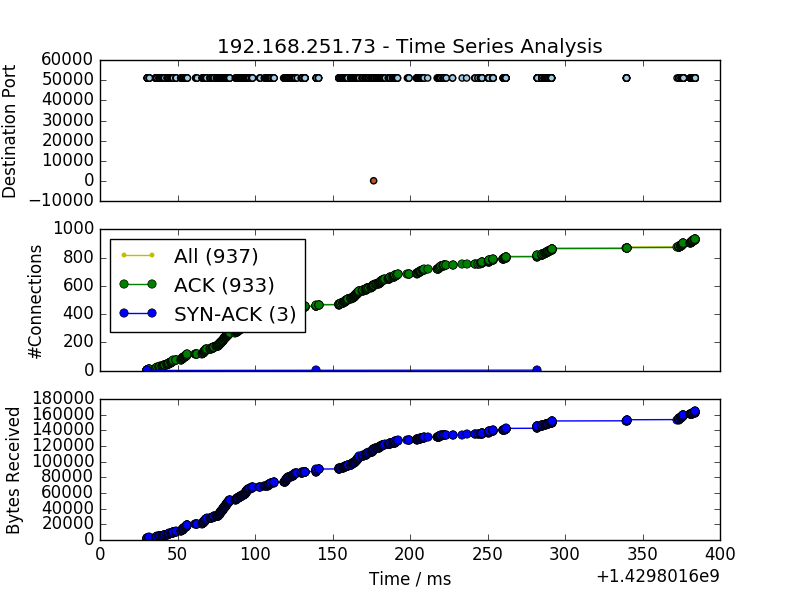 192.168.251.73 - Time Series Analysis
60000
50000
40000
30000
20000
10000
0
−10000
Destination Port
1000
800
600
400
200
0
#Connections
All (937)
ACK (933)
SYN-ACK (3)
180000
160000
140000
120000
100000
80000
60000
40000
20000
0
Bytes Received
0 50 100 150 200 250 300 350 400
Time / ms
+1.4298016e9